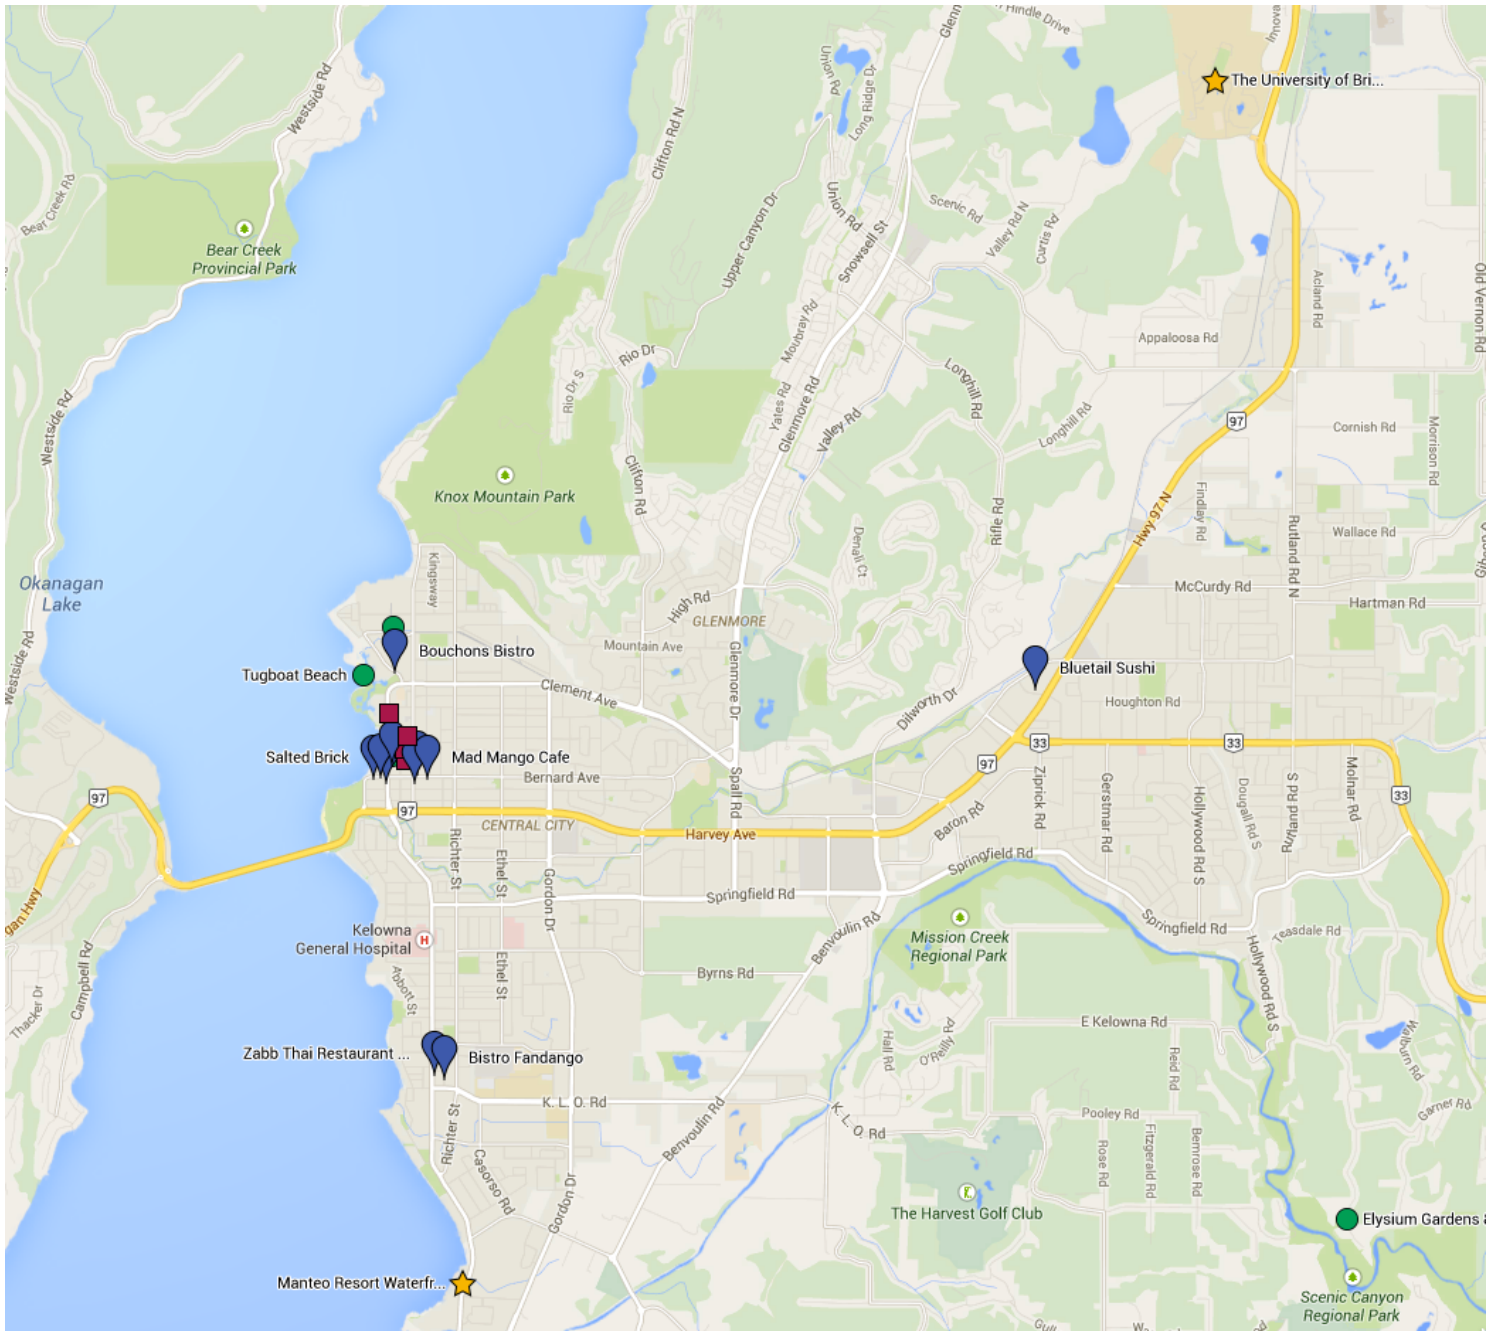 Hindle Drive
Glenn
Innova
Union Rd
Long Ridge Dr
The University of Bri...
Westside Rd
Clifton Rd N
Bear Creek Rd
Bear Creek
Provincial Park
Upper Canyon Dr
Union Rd
Scenic Rd
Snowsell St
Valley Rd N
Curtis Rd
Acland Rd
Old Vernon Rd
Moubray Rd
Appaloosa Rd
Rio Dr
Rio Dr S
Westside Rd
Yates Rd
Glenmore Rd
Valley Rd
Longhill Rd
Longhill Rd
97
Cornish Rd
Morrison Rd
Knox Mountain Park
Clifton Rd
Rifle Rd
Hwy 97 N
Findlay Rd
Rutland Rd N
Wallace Rd
Denali Ct
Okanagan
Lake
Kingsway
High Rd
GLENMORE
McCurdy Rd
Hartman Rd
Westside Rd
Bouchons Bistro
Mountain Ave
Tugboat Beach
Clement Ave
Glenmore Dr
Dilworth Dr
Bluetail Sushi
Houghton Rd
Salted Brick
Mad Mango Cafe
Bernard Ave
Spall Rd
97
33
33
97
97
33
Ziprick Rd
Gerstmar Rd
Hollywood Rd S
Dougall Rd S
Rutland Rd S
Molnar Rd
CENTRAL CITY
Harvey Ave
Baron Rd
Richter St
Ethel St
Gordon Dr
Springfield Rd
Springfield Rd
Springfield Rd
gan Hwy
Kelowna
General Hospital
H
Benvoulin Rd
Mission Creek
Regional Park
Teasdale Rd
Hollywood Rd S
Campbell Rd
Thacker Dr
Abbott St
Ethel St
Byrns Rd
E Kelowna Rd
Hall Rd
O'Reilly Rd
Reid Rd
Walburn Rd
Zabb Thai Restaurant ...
Bistro Fandango
K. L. O. Rd
K. L. O. Rd
Benvoulin Rd
Pooley Rd
Garner Rd
Richter St
Casorso Rd
Gordon Dr
Rose Rd
Fitzgerald Rd
Bemrose Rd
The Harvest Golf Club
Elysium Gardens &
Manteo Resort Waterfr...
Scenic Canyon
Regional Park